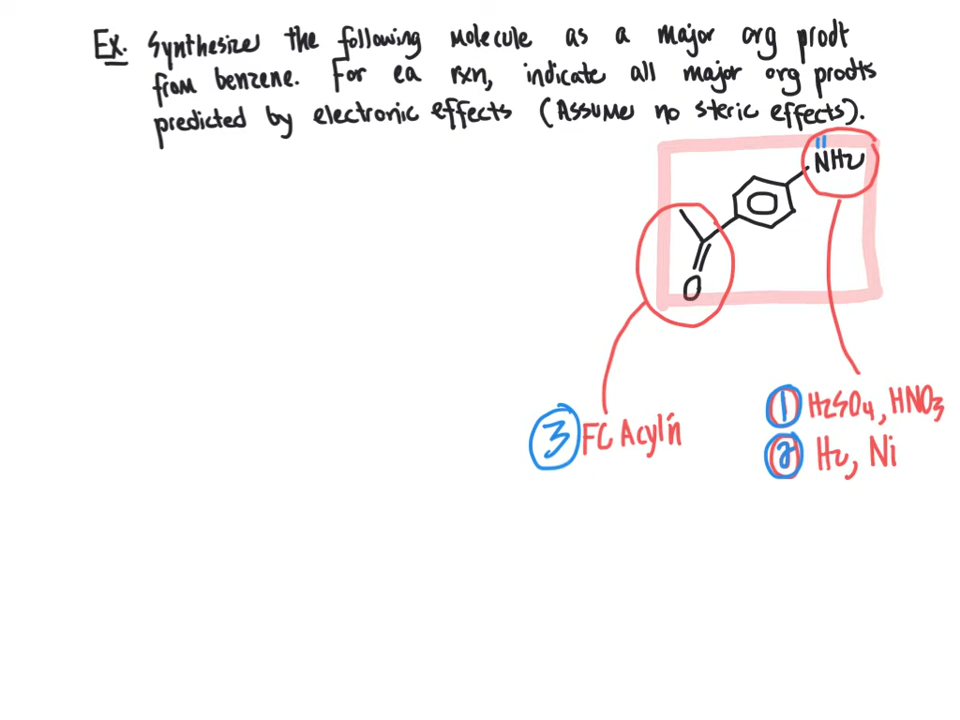 Ex. Synthesize the following molecule as a major org prodt
from benzene. For ea rxn, indicate all major org prodts
predicted by electronic effects (Assume no steric effects).
NH2
O
1 H2SO4, HNO3
3 FC Acyl'n
2 H2, Ni